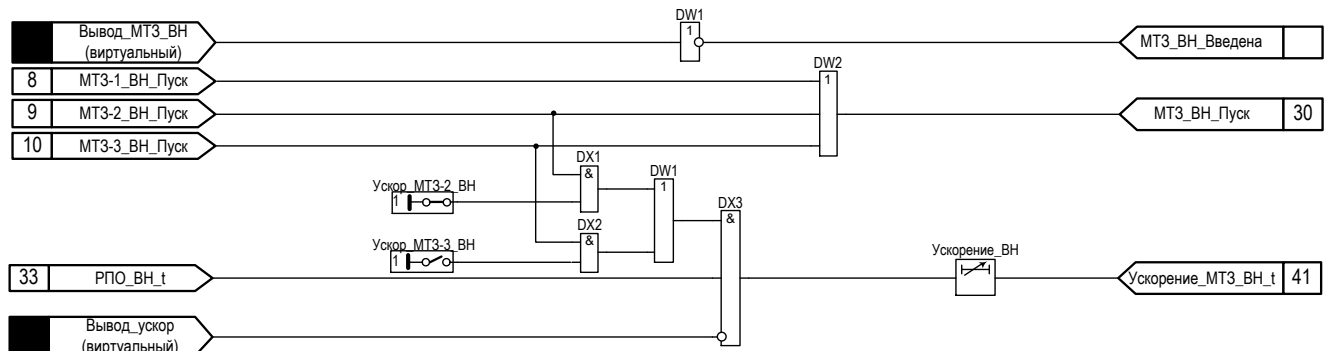 DW1
Вывод_МТЗ_ВН
(виртуальный)
1
МТЗ_ВН_Введена
DW2
8 МТЗ-1_ВН_Пуск
1
9 МТЗ-2_ВН_Пуск
МТЗ_ВН_Пуск 30
10 МТЗ-3_ВН_Пуск
DX1
&
DW1
Ускор_МТЗ-2_ВН
1
1
DX3
&
DX2
&
Ускор_МТЗ-3_ВН
1
Ускорение_ВН
33 РПО_ВН_t
Ускорение_МТЗ_ВН_t 41
Вывод_ускор
(виртуальный)